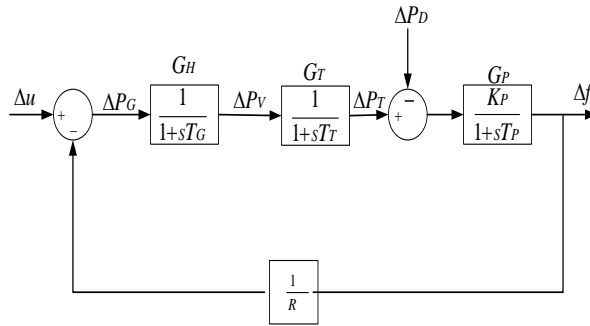 ΔP_D
G_H
G_T
G_P
Δu
+
−
ΔP_G
1
1+sT_G
ΔP_V
1
1+sT_T
ΔP_T
−
+
K_P
1+sT_P
Δf
1
R